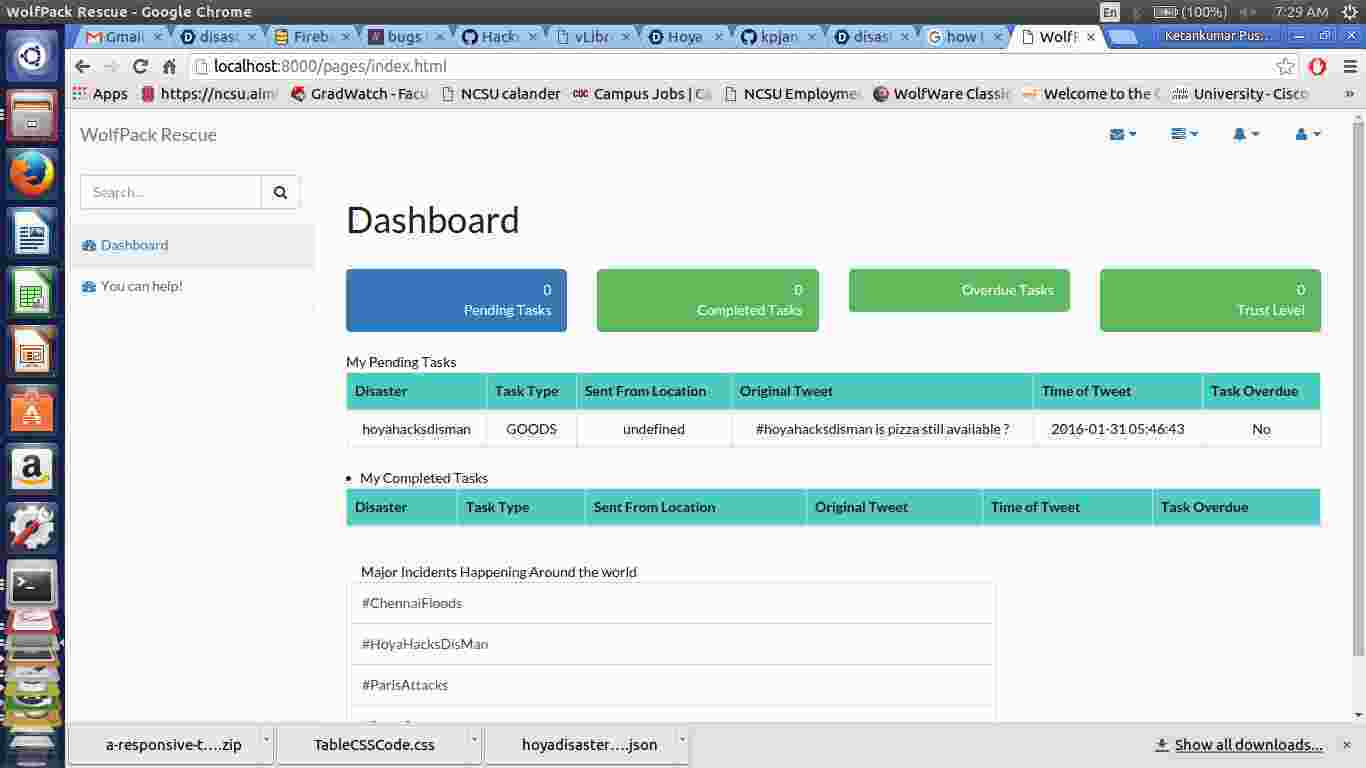 WolfPack Rescue - Google Chrome
En (100%) 7:29 AM
Gmail disas Fireb bugs Hack vLibr Hoya kpjan disas how WolfP Ketankumar Pus...
localhost:8000/pages/index.html
Apps https://ncsu.aim GradWatch - Facu NCSU calander Campus Jobs | Ca NCSU Employme WolfWare Classic Welcome to the University - Cisco »
WolfPack Rescue
Search...
Dashboard
You can help!
Dashboard
0
Pending Tasks
0
Completed Tasks
Overdue Tasks
0
Trust Level
My Pending Tasks
Disaster Task Type Sent From Location Original Tweet Time of Tweet Task Overdue
hoyahacksdisman GOODS undefined #hoyahacksdisman is pizza still available ? 2016-01-31 05:46:43 No
• My Completed Tasks
Disaster Task Type Sent From Location Original Tweet Time of Tweet Task Overdue
Major Incidents Happening Around the world
#ChennaiFloods
#HoyaHacksDisMan
#ParisAttacks
a-responsive-t....zip TableCSSCode.css hoyadisaster....json Show all downloads...